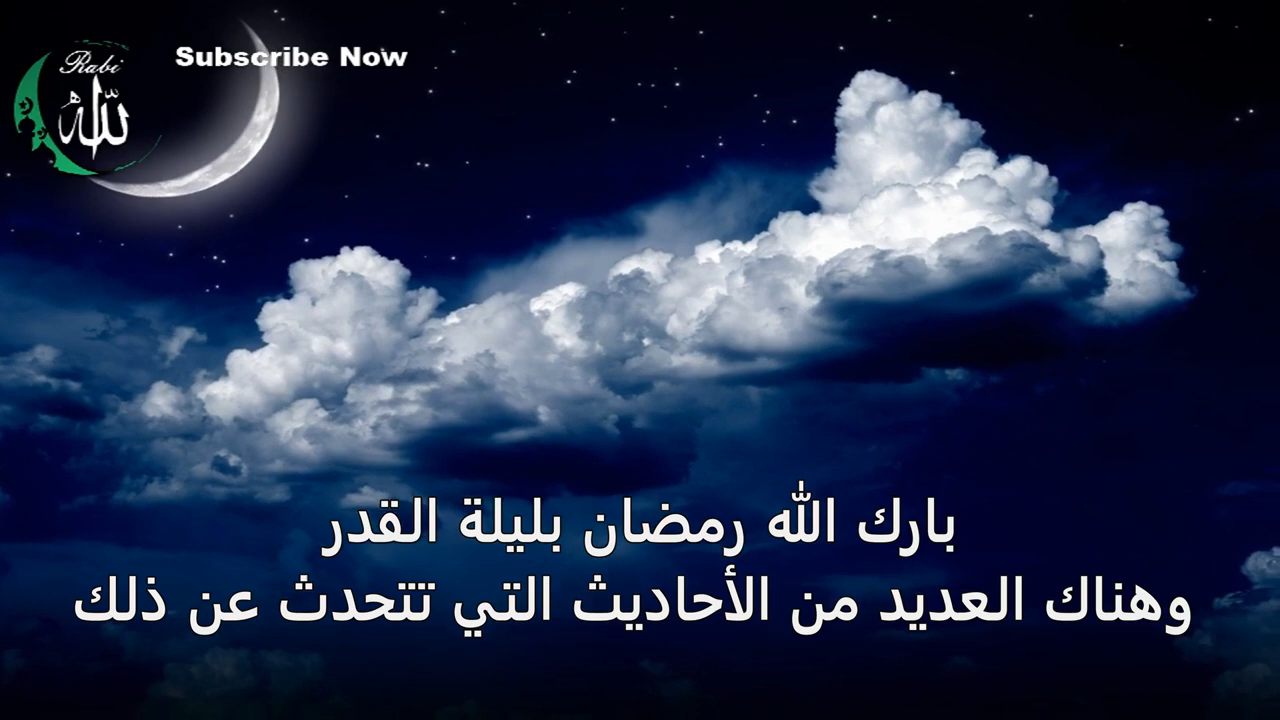 Subscribe Now
Rabi
الله
بارك الله رمضان بليلة القدر
وهناك العديد من الأحاديث التي تتحدث عن ذلك